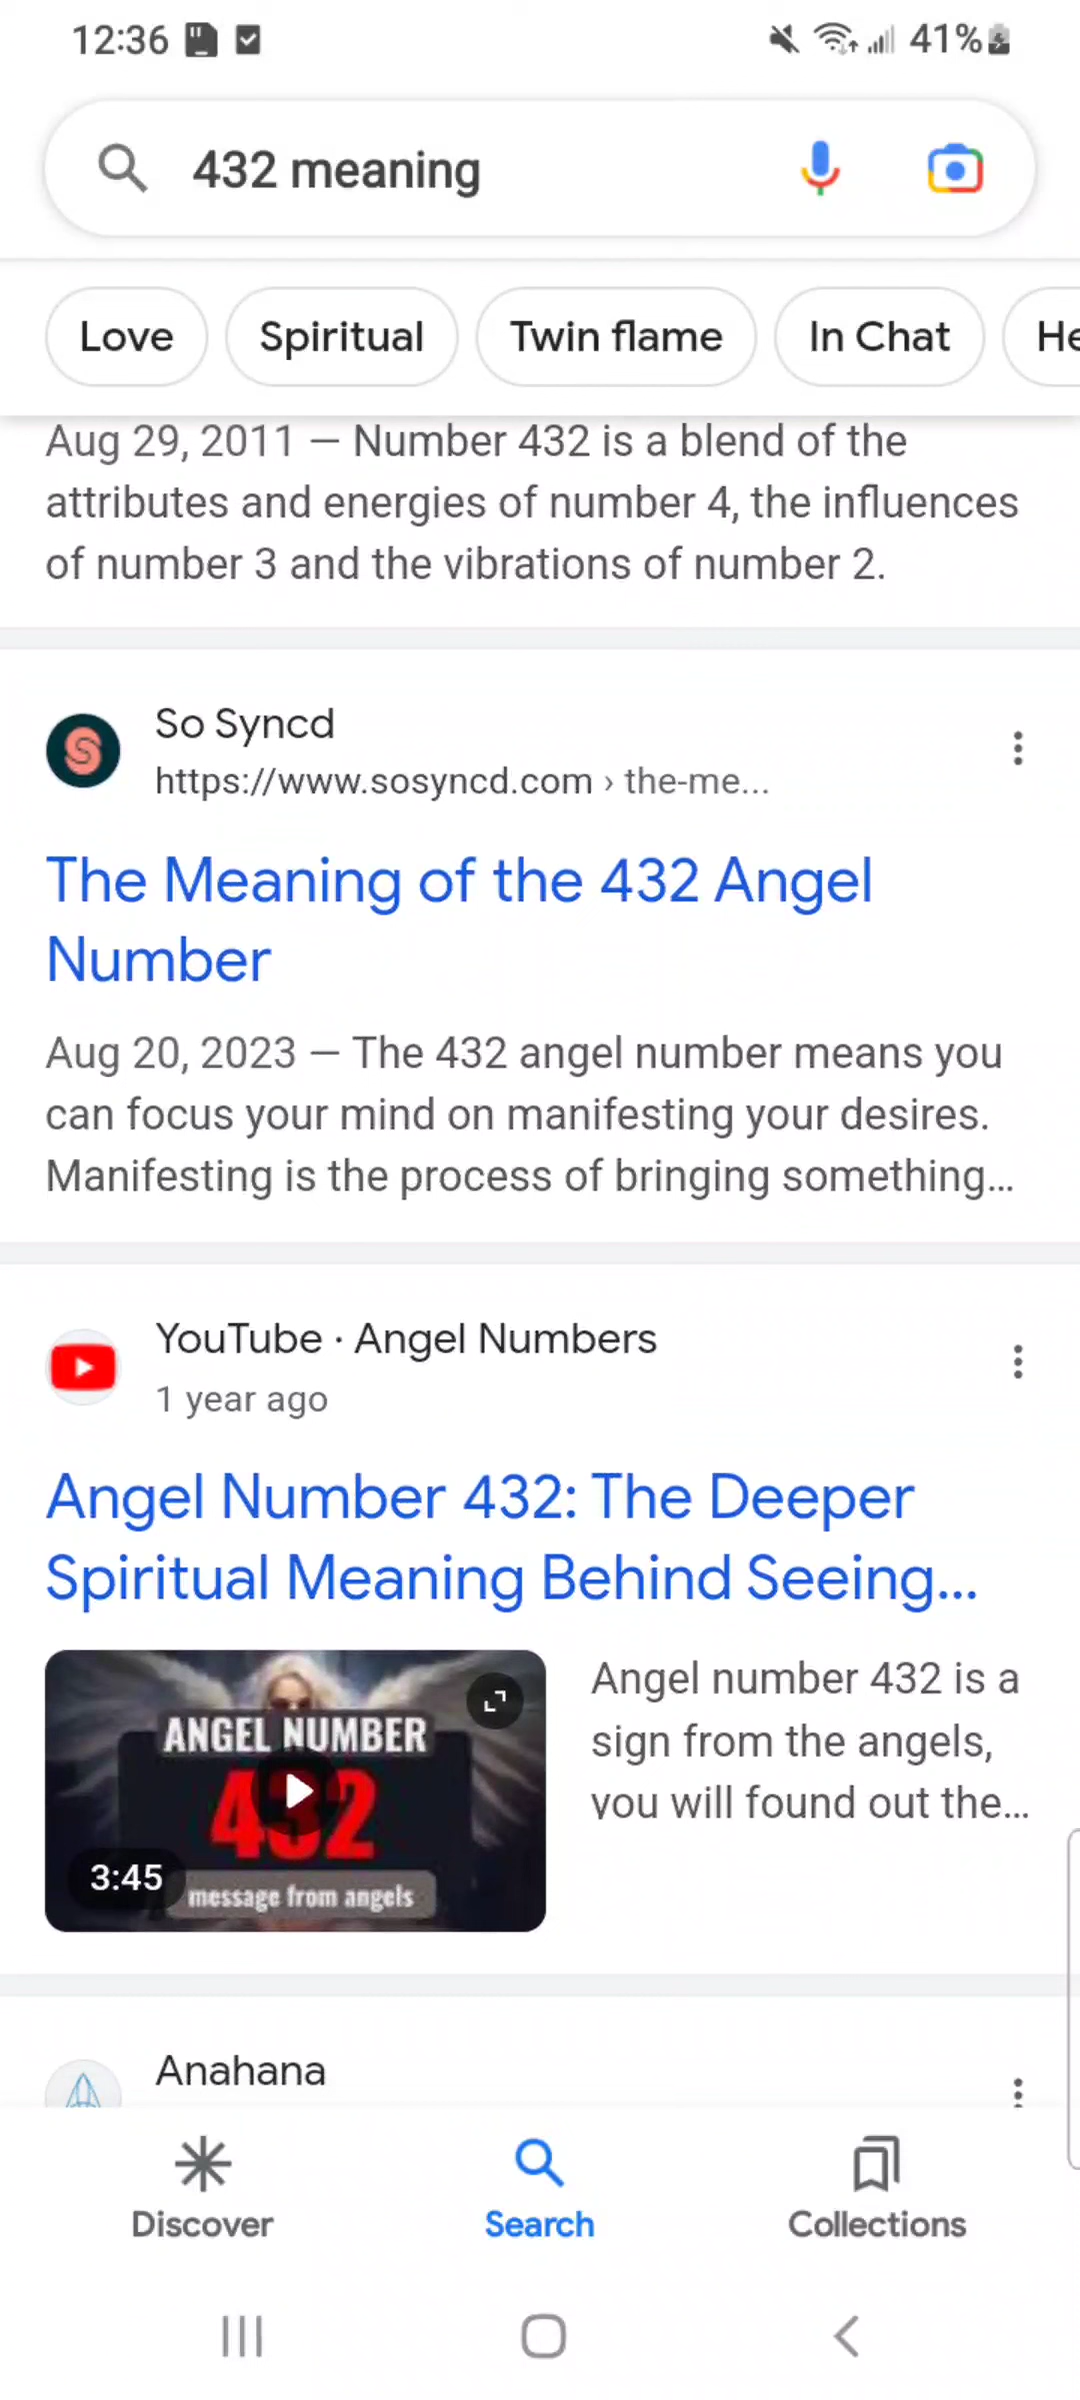 12:36
41%
432 meaning
Love
Spiritual
Twin flame
In Chat
Aug 29, 2011 — Number 432 is a blend of the
attributes and energies of number 4, the influences
of number 3 and the vibrations of number 2.
So Syncd
https://www.sosyncd.com › the-me...
The Meaning of the 432 Angel
Number
Aug 20, 2023 — The 432 angel number means you
can focus your mind on manifesting your desires.
Manifesting is the process of bringing something...
YouTube · Angel Numbers
1 year ago
Angel Number 432: The Deeper
Spiritual Meaning Behind Seeing...
ANGEL NUMBER
432
3:45
message from angels
Angel number 432 is a
sign from the angels,
you will found out the...
Anahana
Discover
Search
Collections